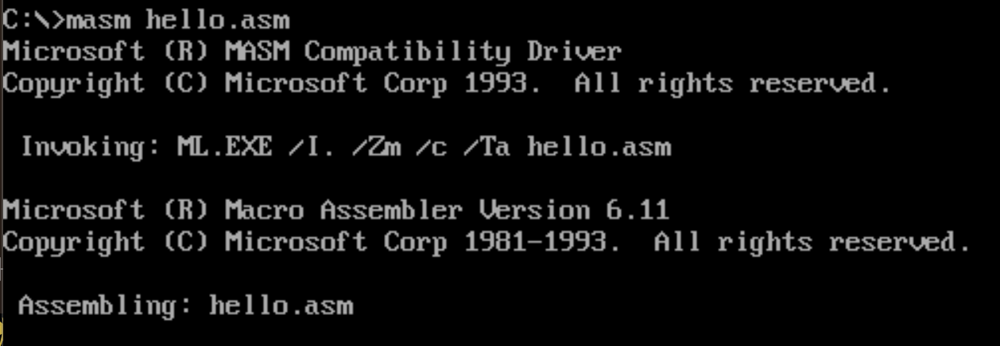 C:\>masm hello.asm
Microsoft (R) MASM Compatibility Driver
Copyright (C) Microsoft Corp 1993.  All rights reserved.
Invoking: ML.EXE /I. /Zm /c /Ta hello.asm
Microsoft (R) Macro Assembler Version 6.11
Copyright (C) Microsoft Corp 1981-1993.  All rights reserved.
Assembling: hello.asm